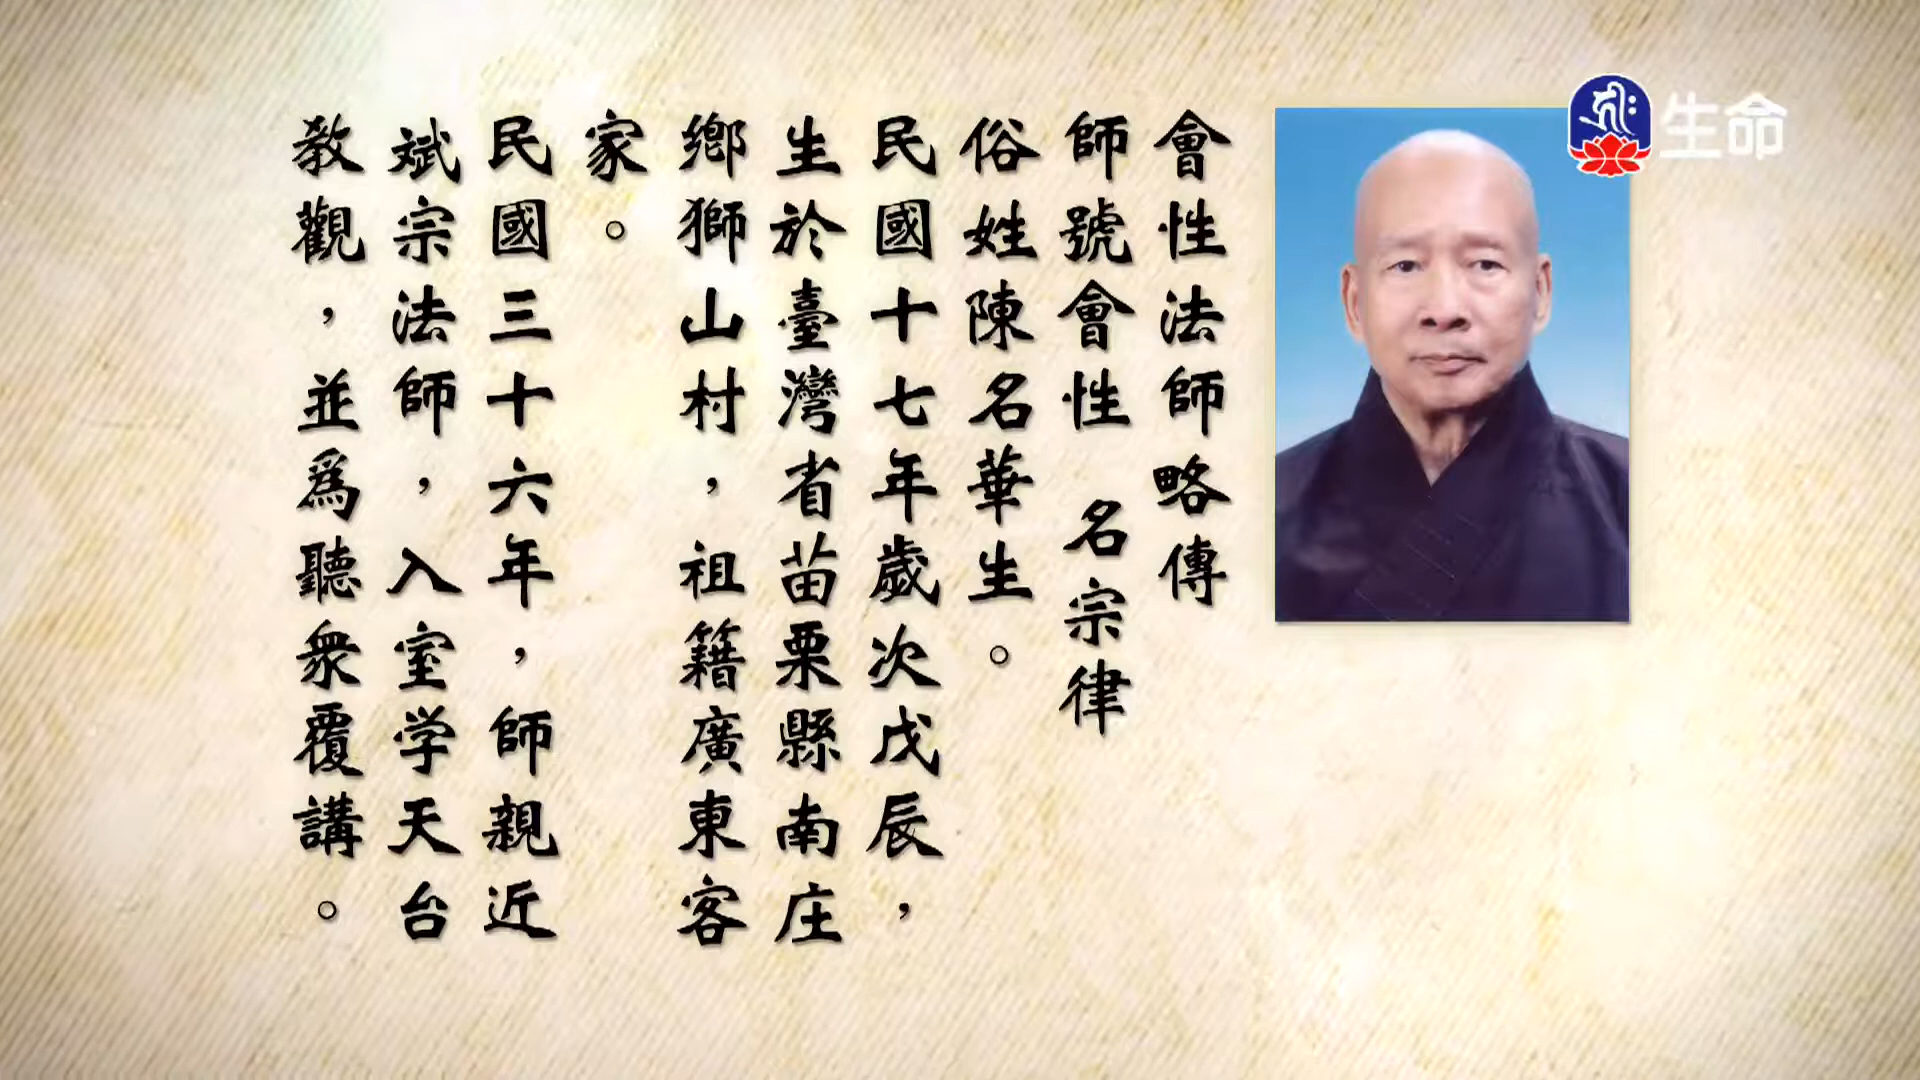 會性法師略傳
師號會性 名宗律
俗姓陳名華生。
民國十七年歲次戊辰，
生於臺灣省苗栗縣南庄
鄉獅山村，祖籍廣東客
家。
民國三十六年，師親近
斌宗法師，入室学天台
教觀，並為聽衆覆講。
生命